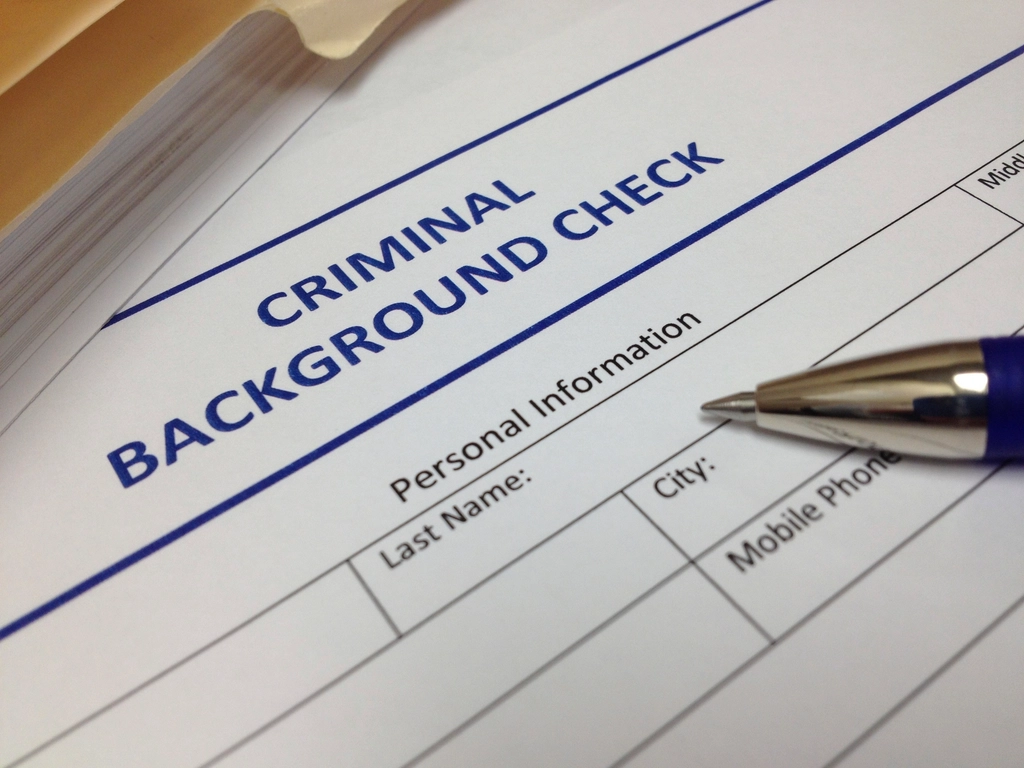 CRIMINAL
BACKGROUND CHECK
Personal Information
Last Name:
City:
Mobile Phone